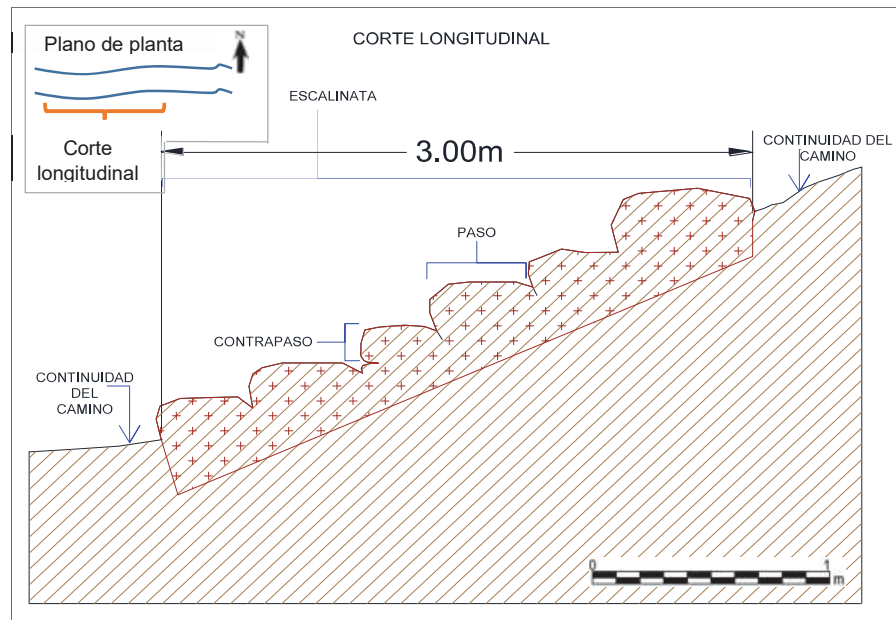 Plano de planta
N
Corte
longitudinal
CORTE LONGITUDINAL
ESCALINATA
3.00m
CONTINUIDAD DEL
CAMINO
PASO
CONTRAPASO
CONTINUIDAD
DEL
CAMINO
0 1
m